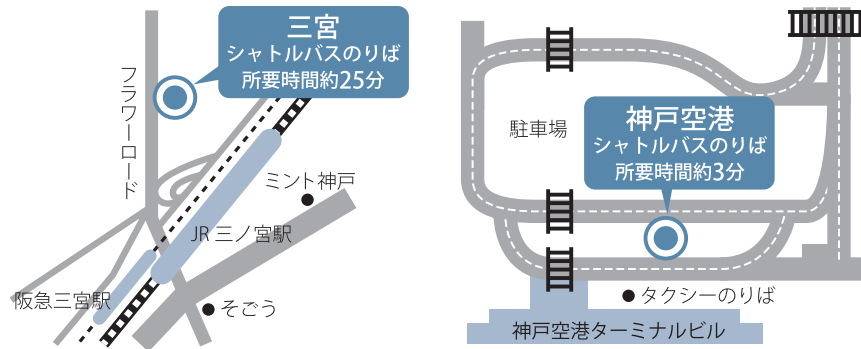 三宮
シャトルバスのりば
所要時間約25分
フラワーロード
ミント神戸
JR 三ノ宮駅
阪急三宮駅
そごう
駐車場
神戸空港
シャトルバスのりば
所要時間約3分
タクシーのりば
神戸空港ターミナルビル